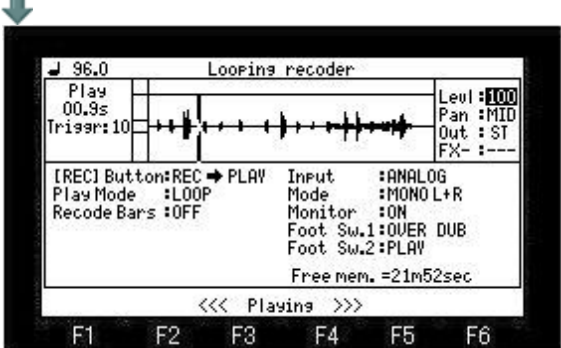 ♩ 96.0 Looping recoder
Play
00.9s
Triggr:10
Levl :100
Pan :MID
Out : ST
FX- :---
[REC] Button:REC ➔ PLAY
Play Mode :LOOP
Recode Bars :OFF
Input :ANALOG
Mode :MONO L+R
Monitor :ON
Foot Sw.1:OVER DUB
Foot Sw.2:PLAY
Free mem. =21m52sec
<<< Playing >>>
F1 F2 F3 F4 F5 F6